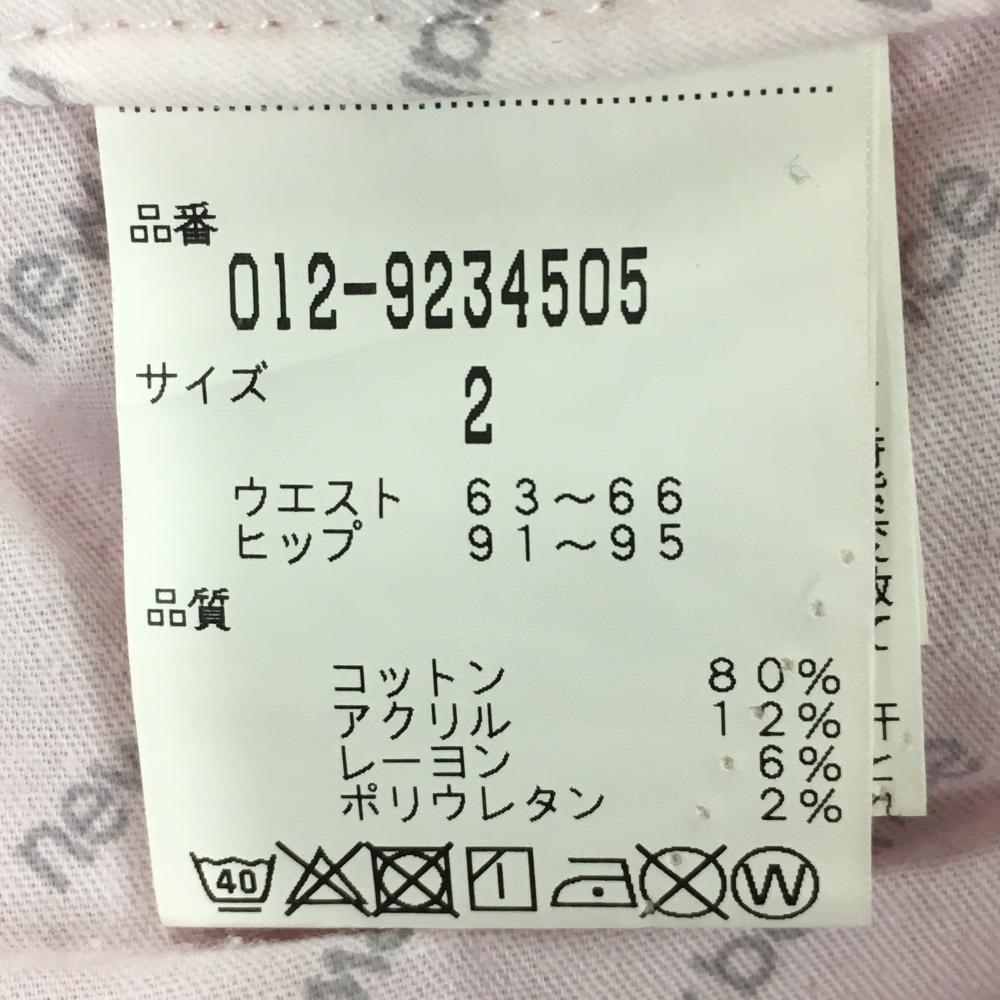 品番
012-9234505
サイズ
2
ウエスト 63～66
ヒップ 91～95
品質
コットン 80%
アクリル 12%
レーヨン 6%
ポリウレタン 2%
40
W